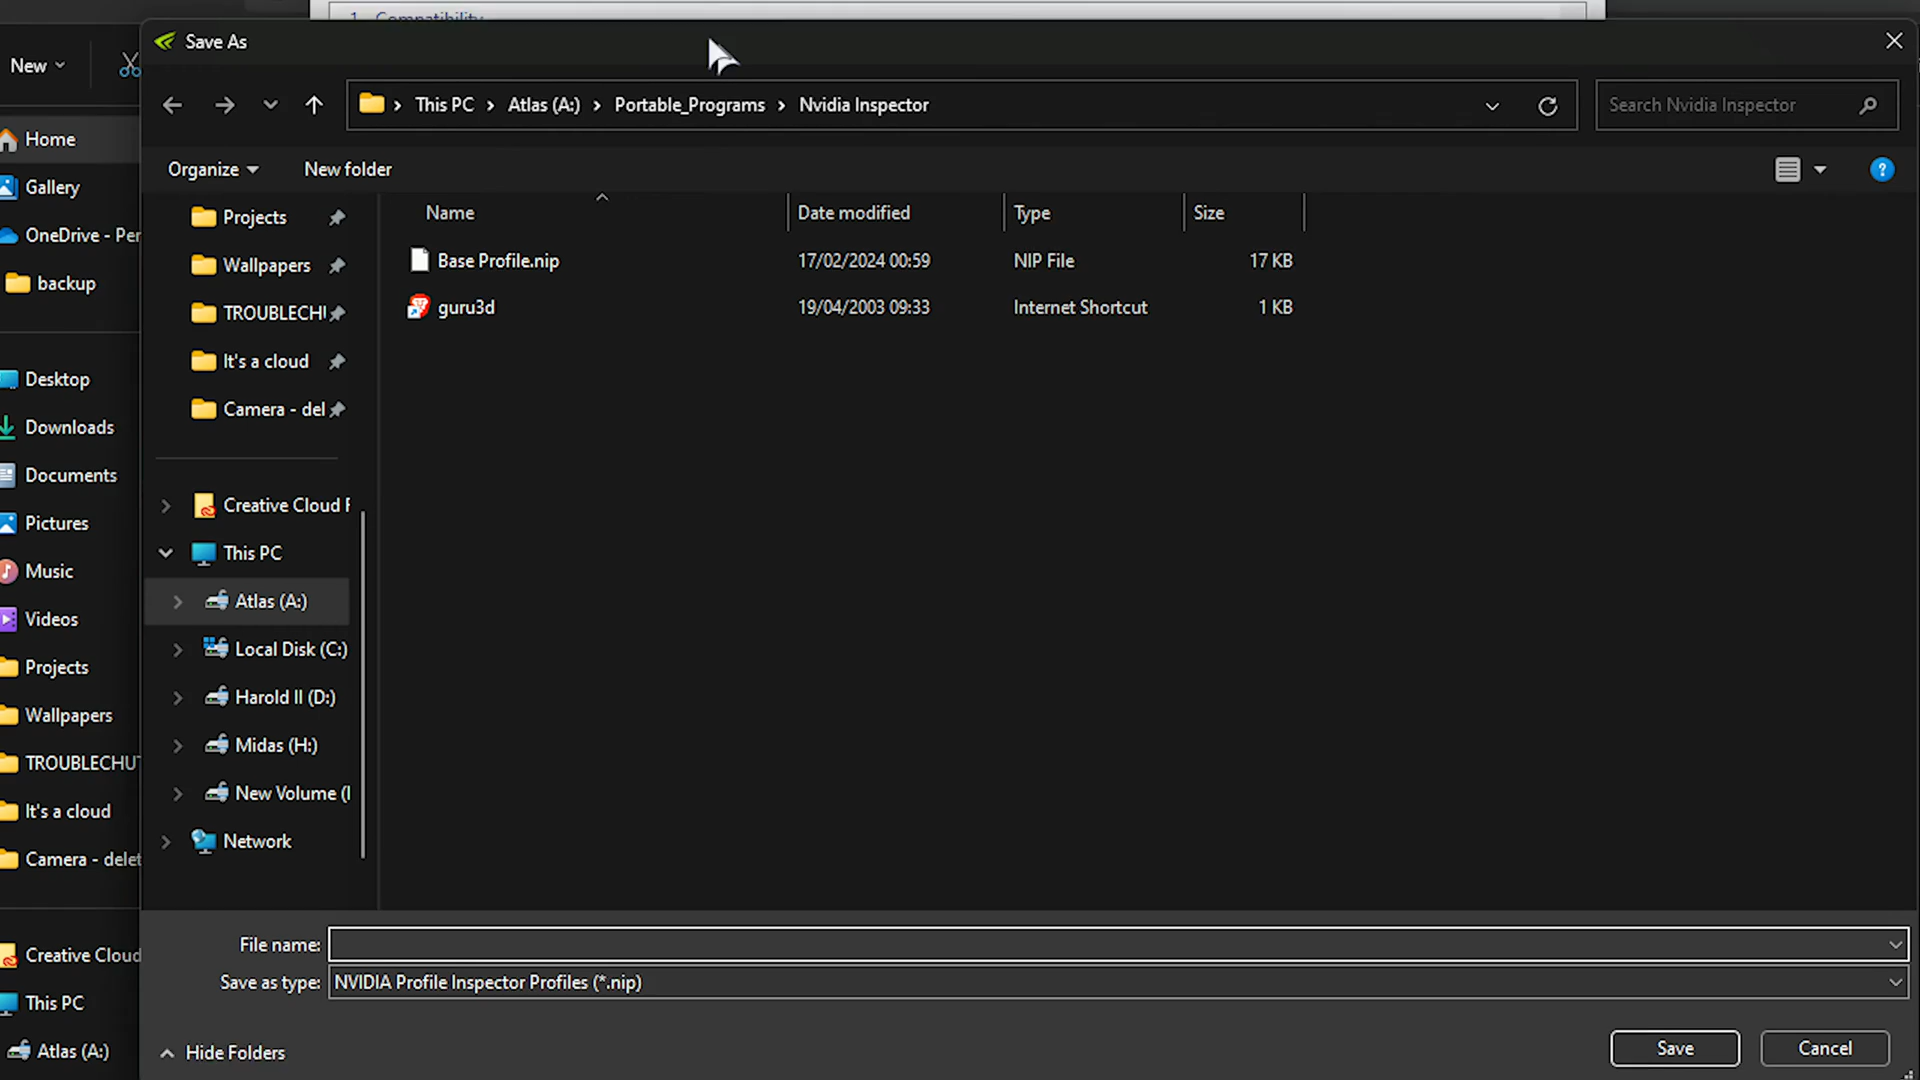 1 - Compatibility
Save As
New
This PC
Atlas (A:)
Portable_Programs
Nvidia Inspector
Search Nvidia Inspector
Organize
New folder
?
Name
Date modified
Type
Size
Base Profile.nip
17/02/2024 00:59
NIP File
17 KB
guru3d
19/04/2003 09:33
Internet Shortcut
1 KB
Projects
Wallpapers
TROUBLECHU
It's a cloud
Camera - del
Creative Cloud F
This PC
Atlas (A:)
Local Disk (C:)
Harold II (D:)
Midas (H:)
New Volume (
Network
Home
Gallery
OneDrive - Per
backup
Desktop
Downloads
Documents
Pictures
Music
Videos
Projects
Wallpapers
TROUBLECHUT
It's a cloud
Camera - delet
Creative Cloud
This PC
Atlas (A:)
File name:
Save as type: NVIDIA Profile Inspector Profiles (*.nip)
Hide Folders
Save
Cancel